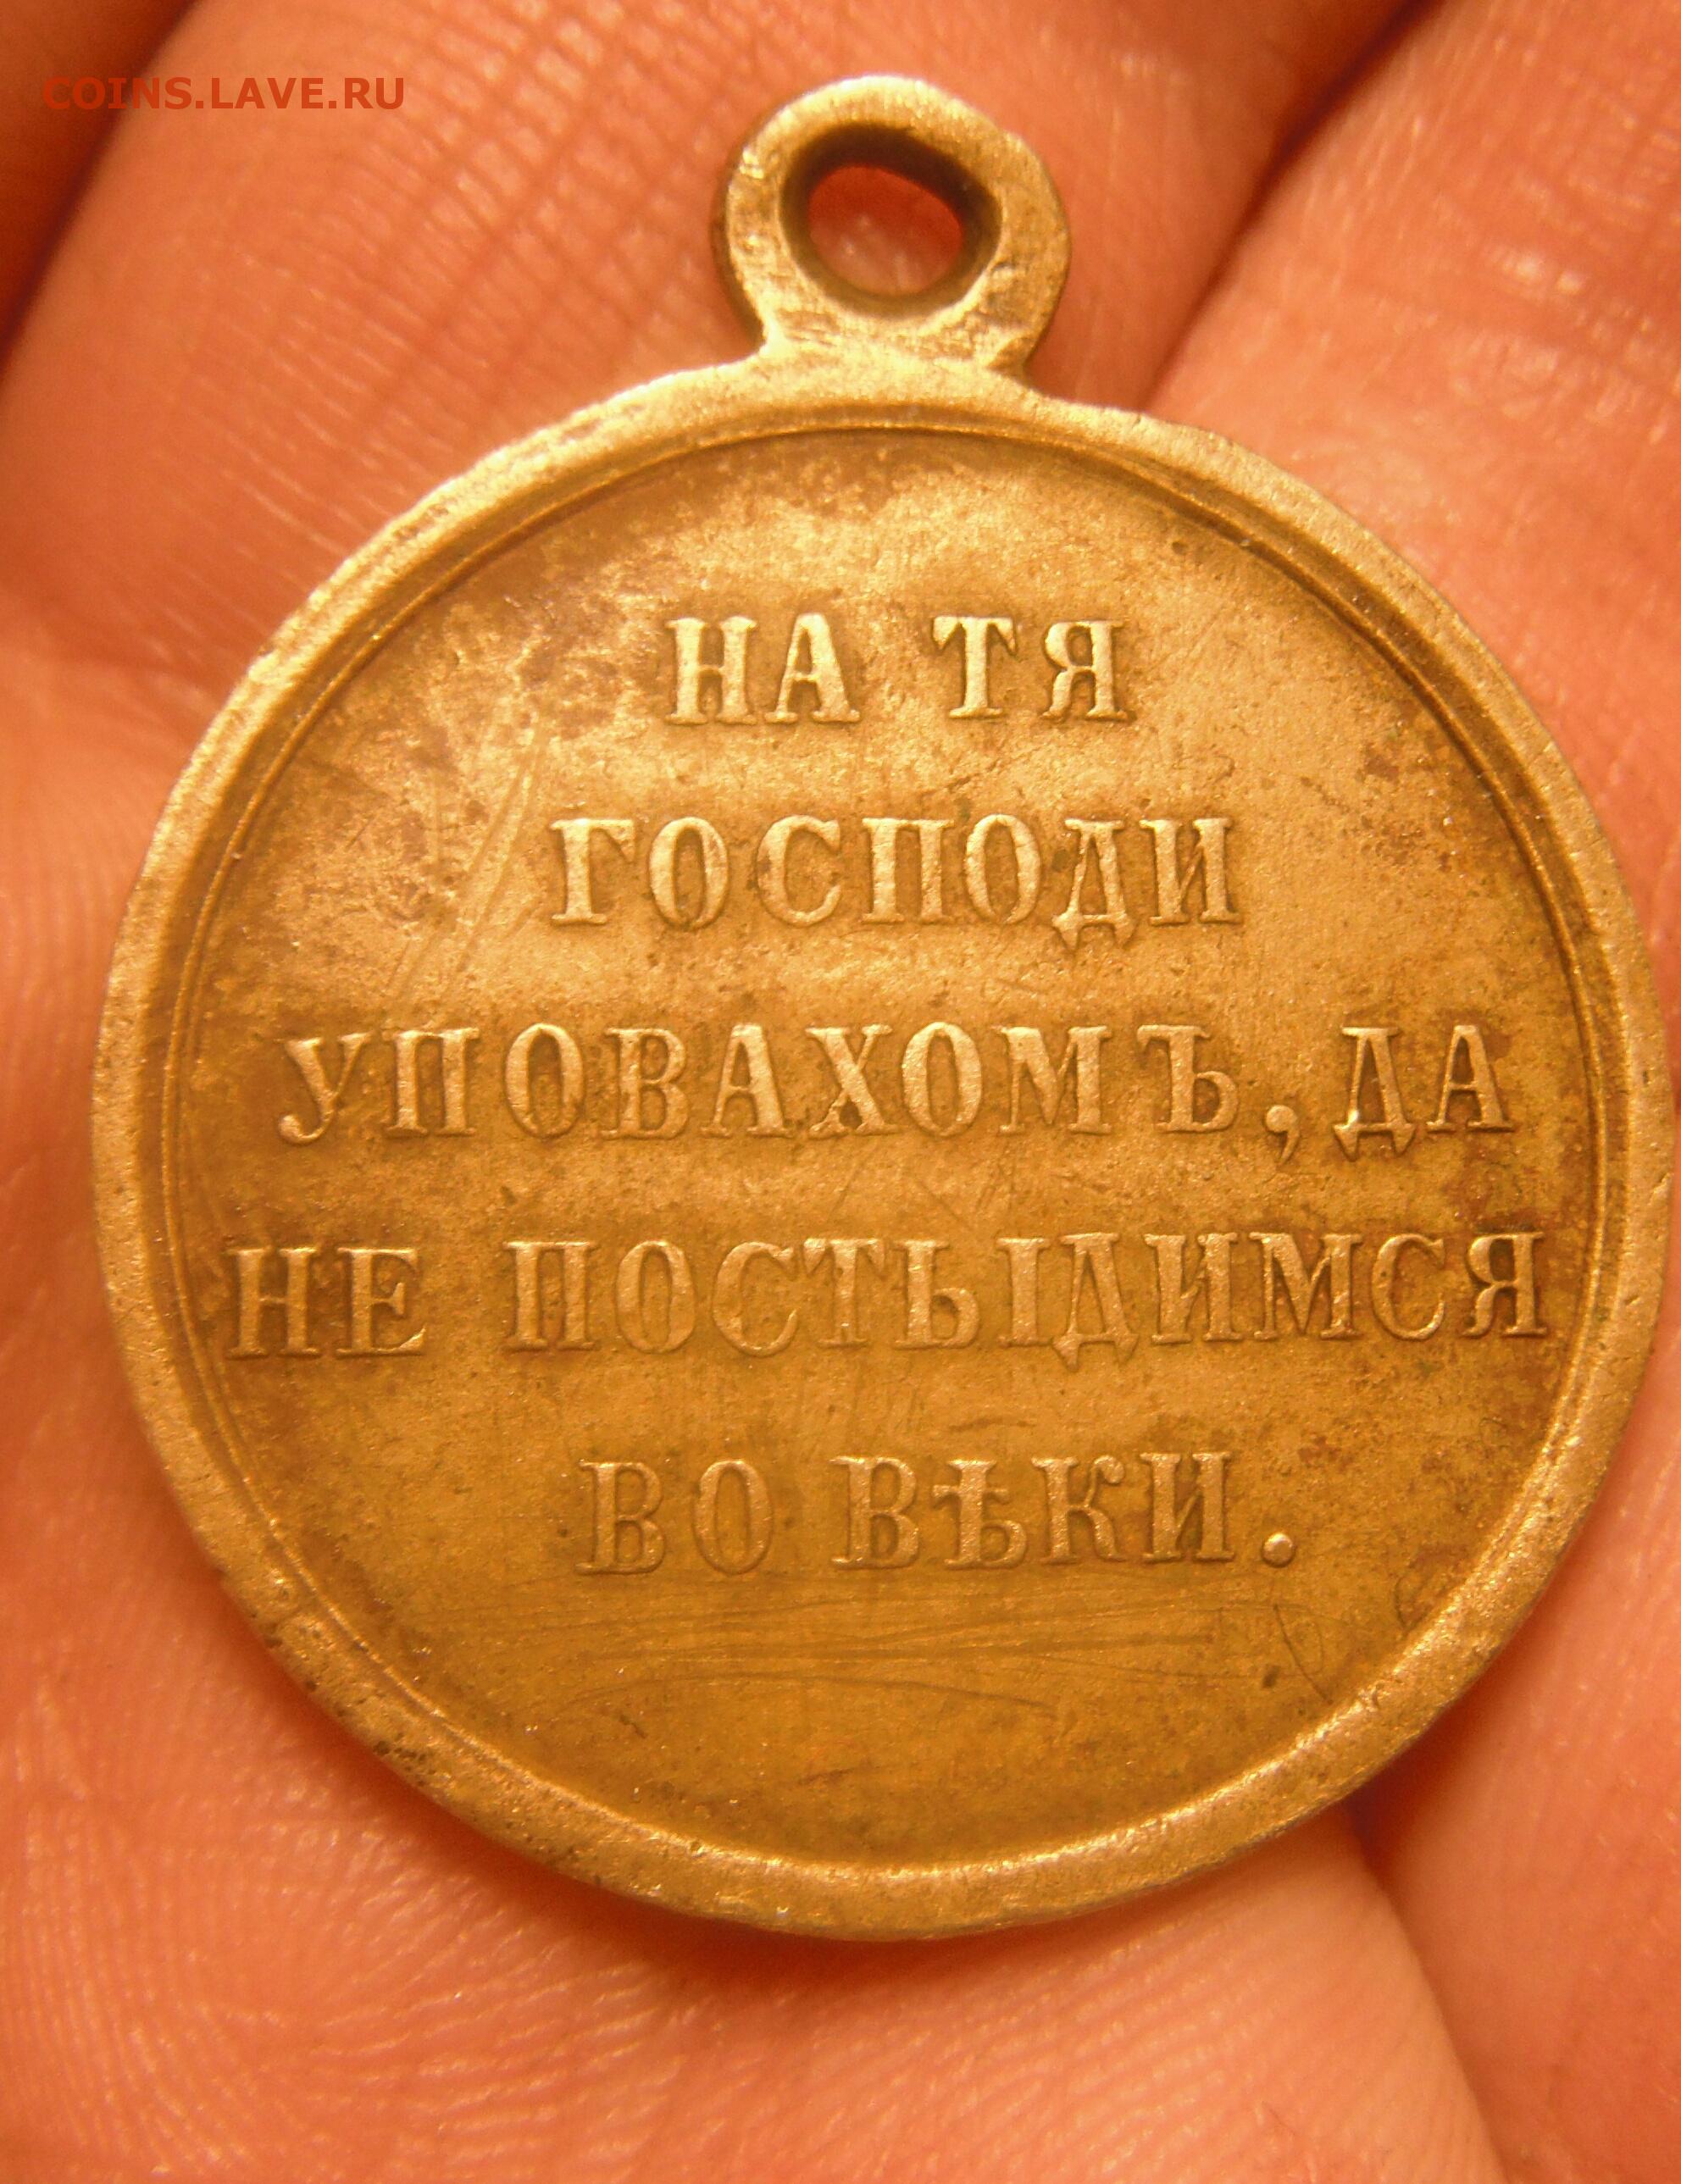 COINS.LAVE.RU
НА ТЯ
ГОСПОДИ
УПОВАХОМЪ, ДА
НЕ ПОСТЫДИМСЯ
ВО ВѢКИ.